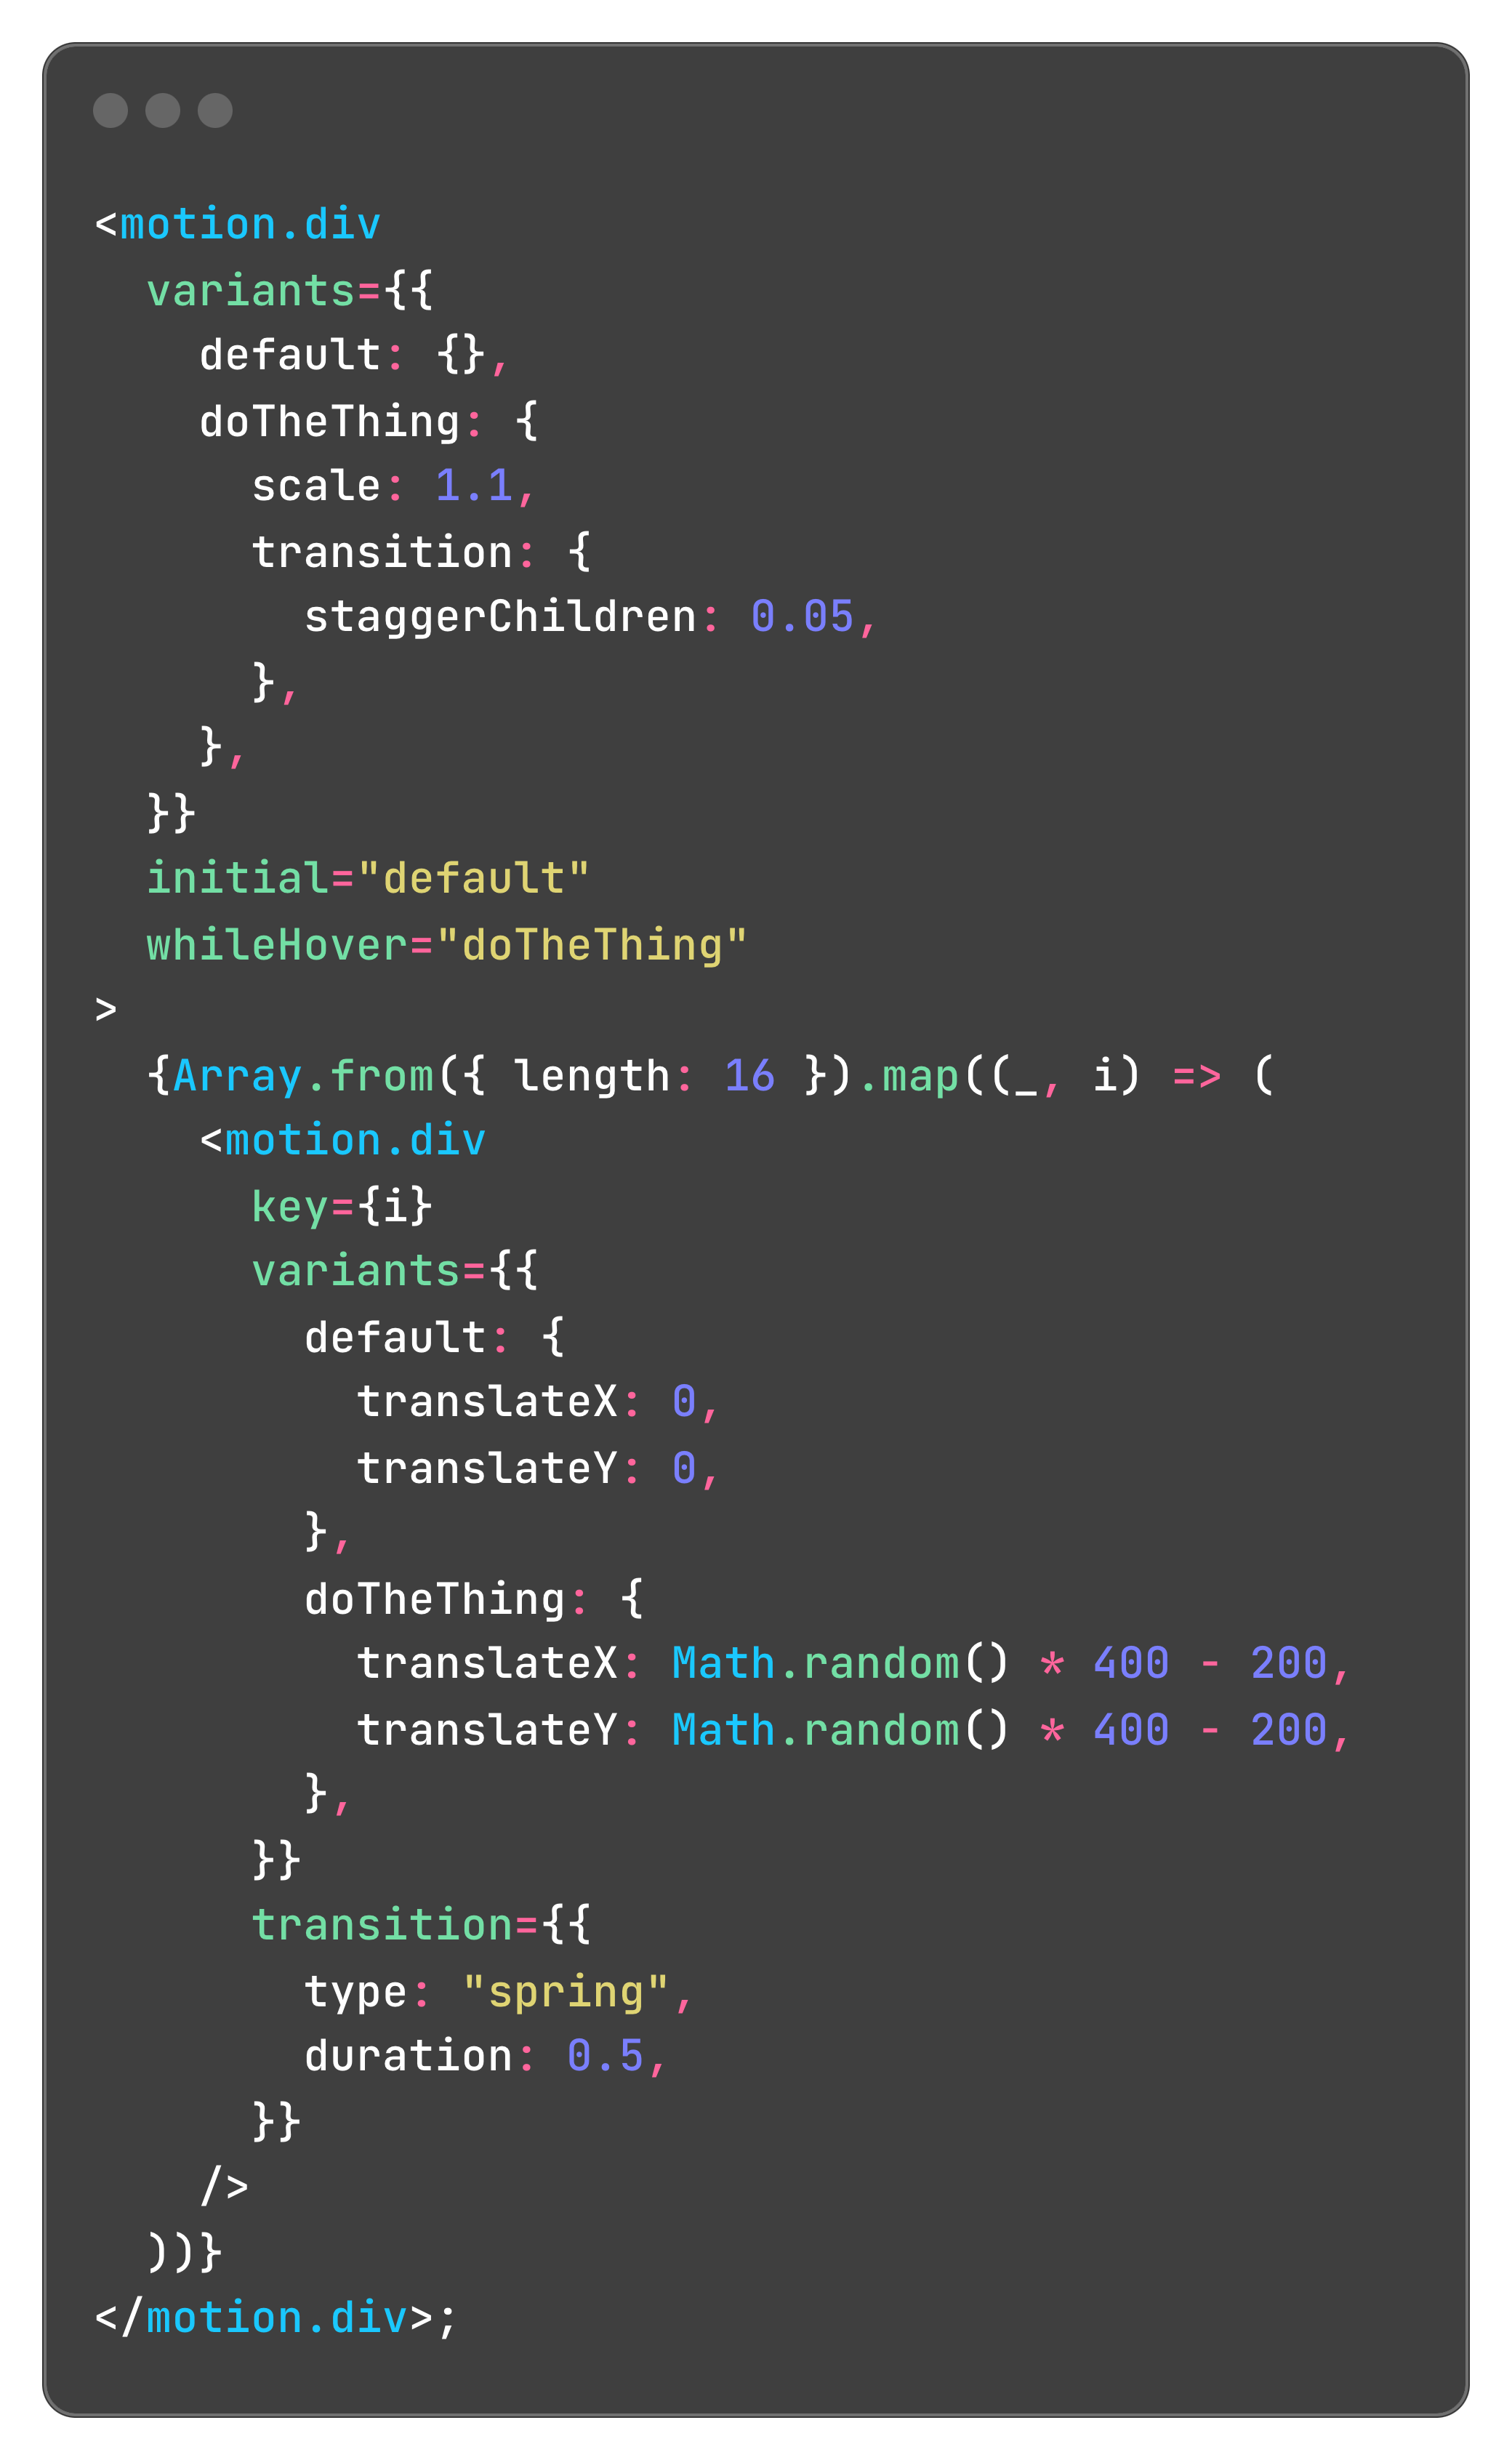 <motion.div
  variants={{
    default: {},
    doTheThing: {
      scale: 1.1,
      transition: {
        staggerChildren: 0.05,
      },
    },
  }}
  initial="default"
  whileHover="doTheThing"
>
  {Array.from({ length: 16 }).map((_, i) => (
    <motion.div
      key={i}
      variants={{
        default: {
          translateX: 0,
          translateY: 0,
        },
        doTheThing: {
          translateX: Math.random() * 400 - 200,
          translateY: Math.random() * 400 - 200,
        },
      }}
      transition={{
        type: "spring",
        duration: 0.5,
      }}
    />
  ))}
</motion.div>;